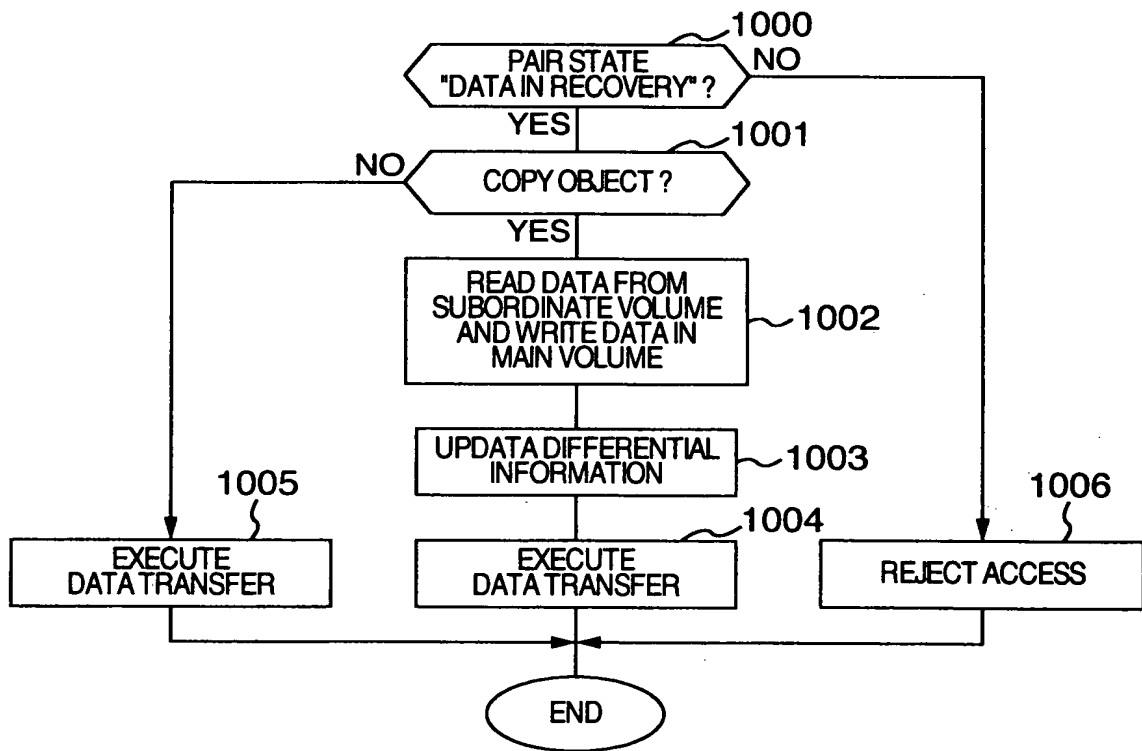 1000
PAIR STATE
"DATA IN RECOVERY" ?
NO
YES
1001
NO
COPY OBJECT ?
YES
READ DATA FROM
SUBORDINATE VOLUME
AND WRITE DATA IN
MAIN VOLUME
1002
UPDATA DIFFERENTIAL
INFORMATION
1003
1005
EXECUTE
DATA TRANSFER
1004
EXECUTE
DATA TRANSFER
1006
REJECT ACCESS
END